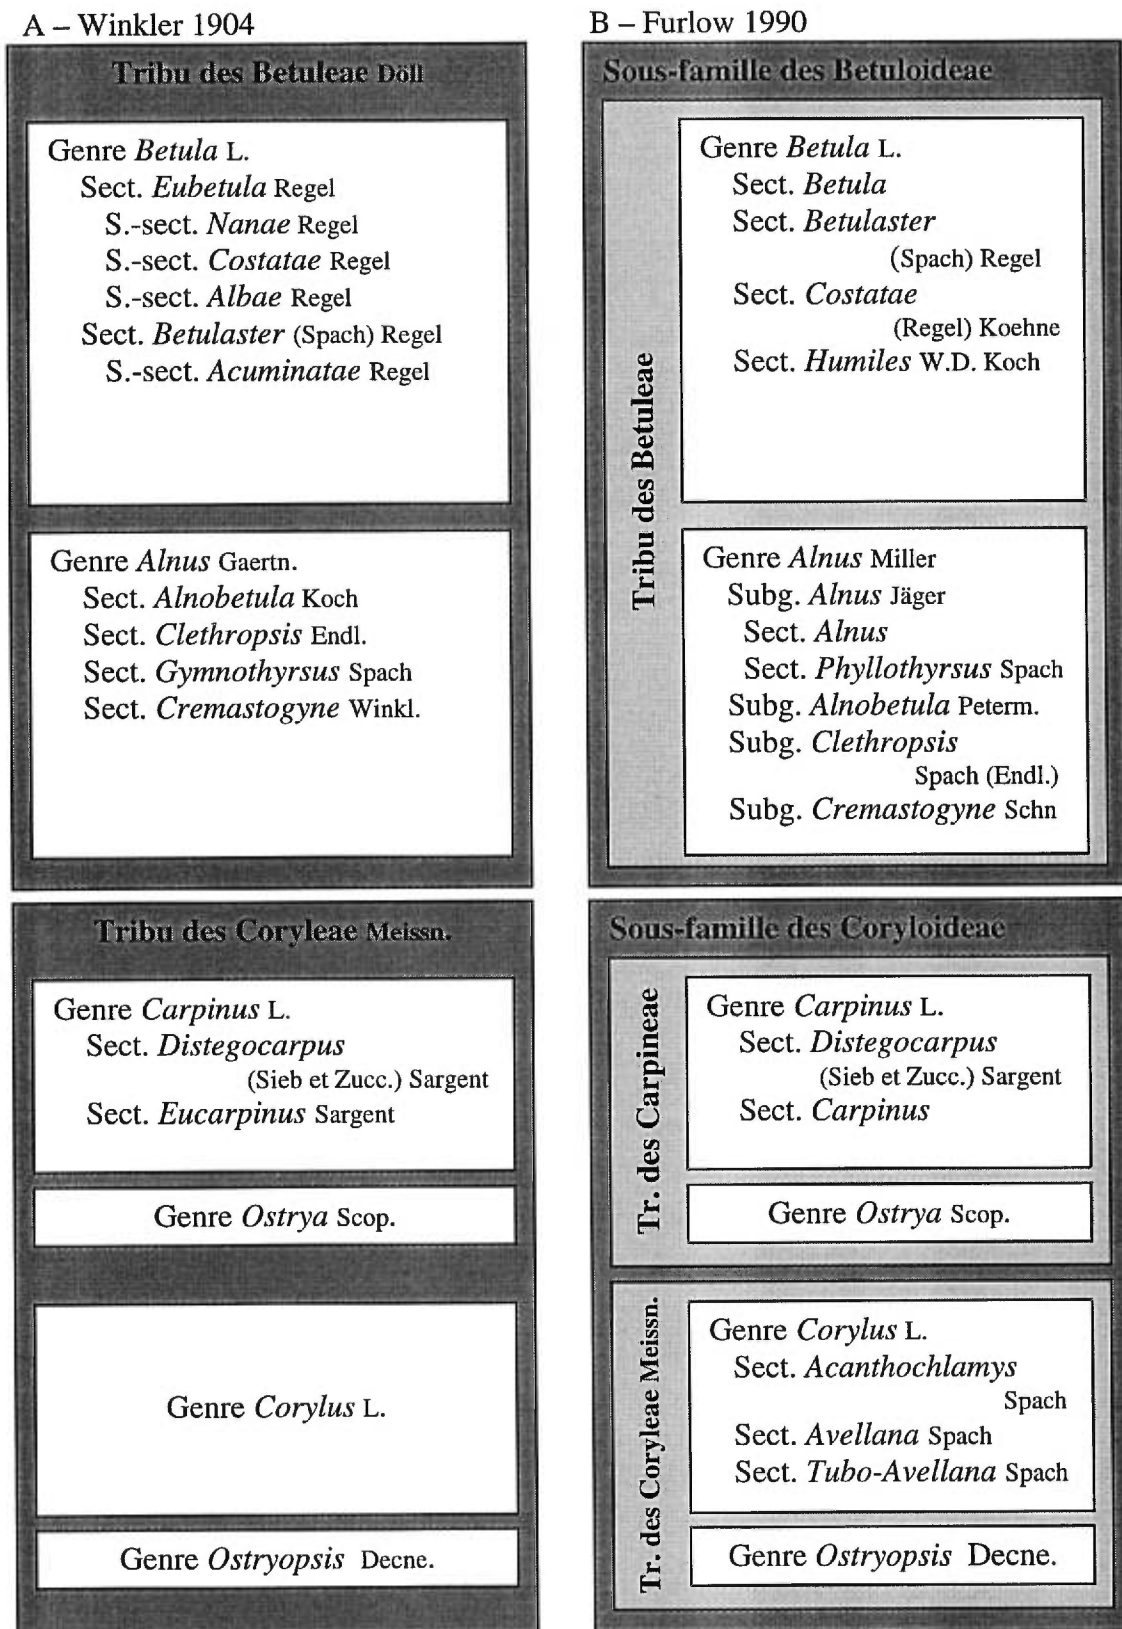 A – Winkler 1904
Tribu des Betuleae Döll
Genre Betula L.
Sect. Eubetula Regel
S.-sect. Nanae Regel
S.-sect. Costatae Regel
S.-sect. Albae Regel
Sect. Betulaster (Spach) Regel
S.-sect. Acuminatae Regel
Genre Alnus Gaertn.
Sect. Alnobetula Koch
Sect. Clethropsis Endl.
Sect. Gymnothyrsus Spach
Sect. Cremastogyne Winkl.
Tribu des Coryleae Meissn.
Genre Carpinus L.
Sect. Distegocarpus
(Sieb et Zucc.) Sargent
Sect. Eucarpinus Sargent
Genre Ostrya Scop.
Genre Corylus L.
Genre Ostryopsis Decne.
B – Furlow 1990
Sous-famille des Betuloideae
Tribu des Betuleae
Genre Betula L.
Sect. Betula
Sect. Betulaster
(Spach) Regel
Sect. Costatae
(Regel) Koehne
Sect. Humiles W.D. Koch
Genre Alnus Miller
Subg. Alnus Jäger
Sect. Alnus
Sect. Phyllothyrsus Spach
Subg. Alnobetula Peterm.
Subg. Clethropsis
Spach (Endl.)
Subg. Cremastogyne Schn
Sous-famille des Coryloideae
Tr. des Carpineae
Genre Carpinus L.
Sect. Distegocarpus
(Sieb et Zucc.) Sargent
Sect. Carpinus
Genre Ostrya Scop.
Tr. des Coryleae Meissn.
Genre Corylus L.
Sect. Acanthochlamys
Spach
Sect. Avellana Spach
Sect. Tubo-Avellana Spach
Genre Ostryopsis Decne.